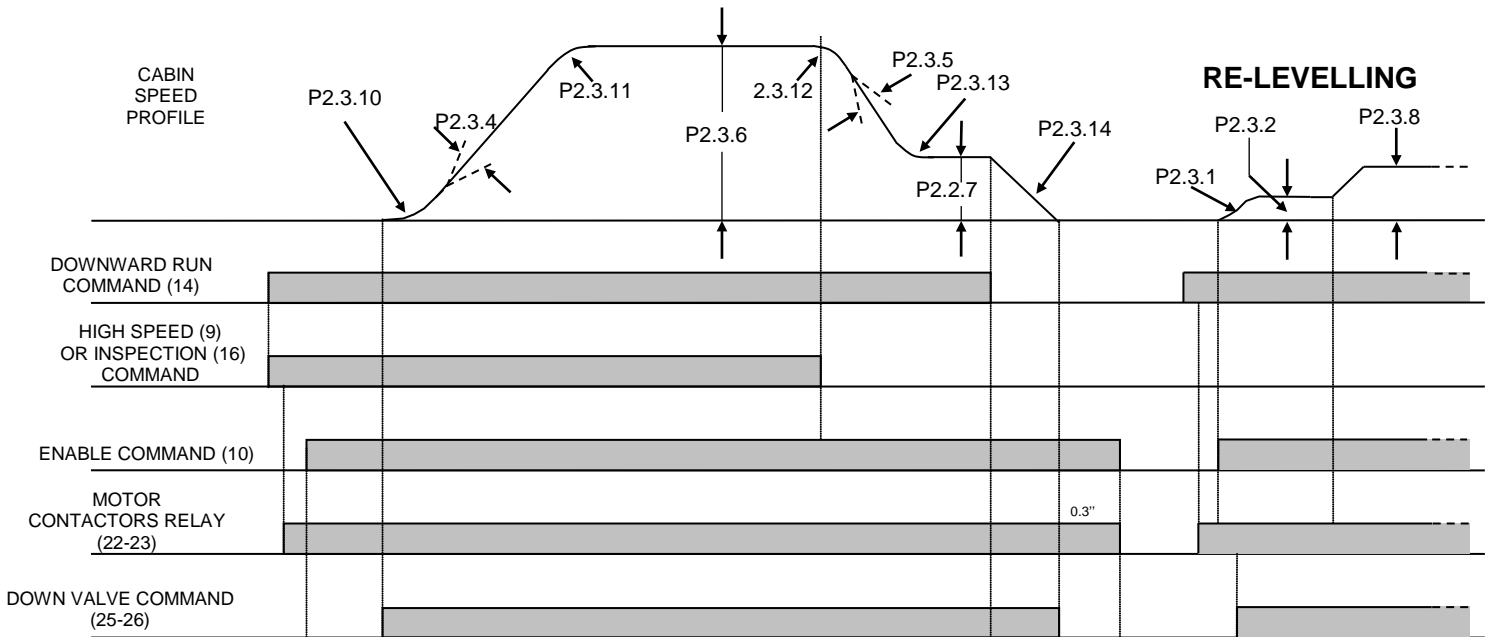 CABIN
SPEED
PROFILE
P2.3.10
P2.3.4
P2.3.11
P2.3.6
2.3.12
P2.3.5
P2.3.13
P2.2.7
P2.3.14
RE-LEVELLING
P2.3.1
P2.3.2
P2.3.8
DOWNWARD RUN
COMMAND (14)
HIGH SPEED (9)
OR INSPECTION (16)
COMMAND
ENABLE COMMAND (10)
MOTOR
CONTACTORS RELAY
(22-23)
0.3’’
DOWN VALVE COMMAND
(25-26)